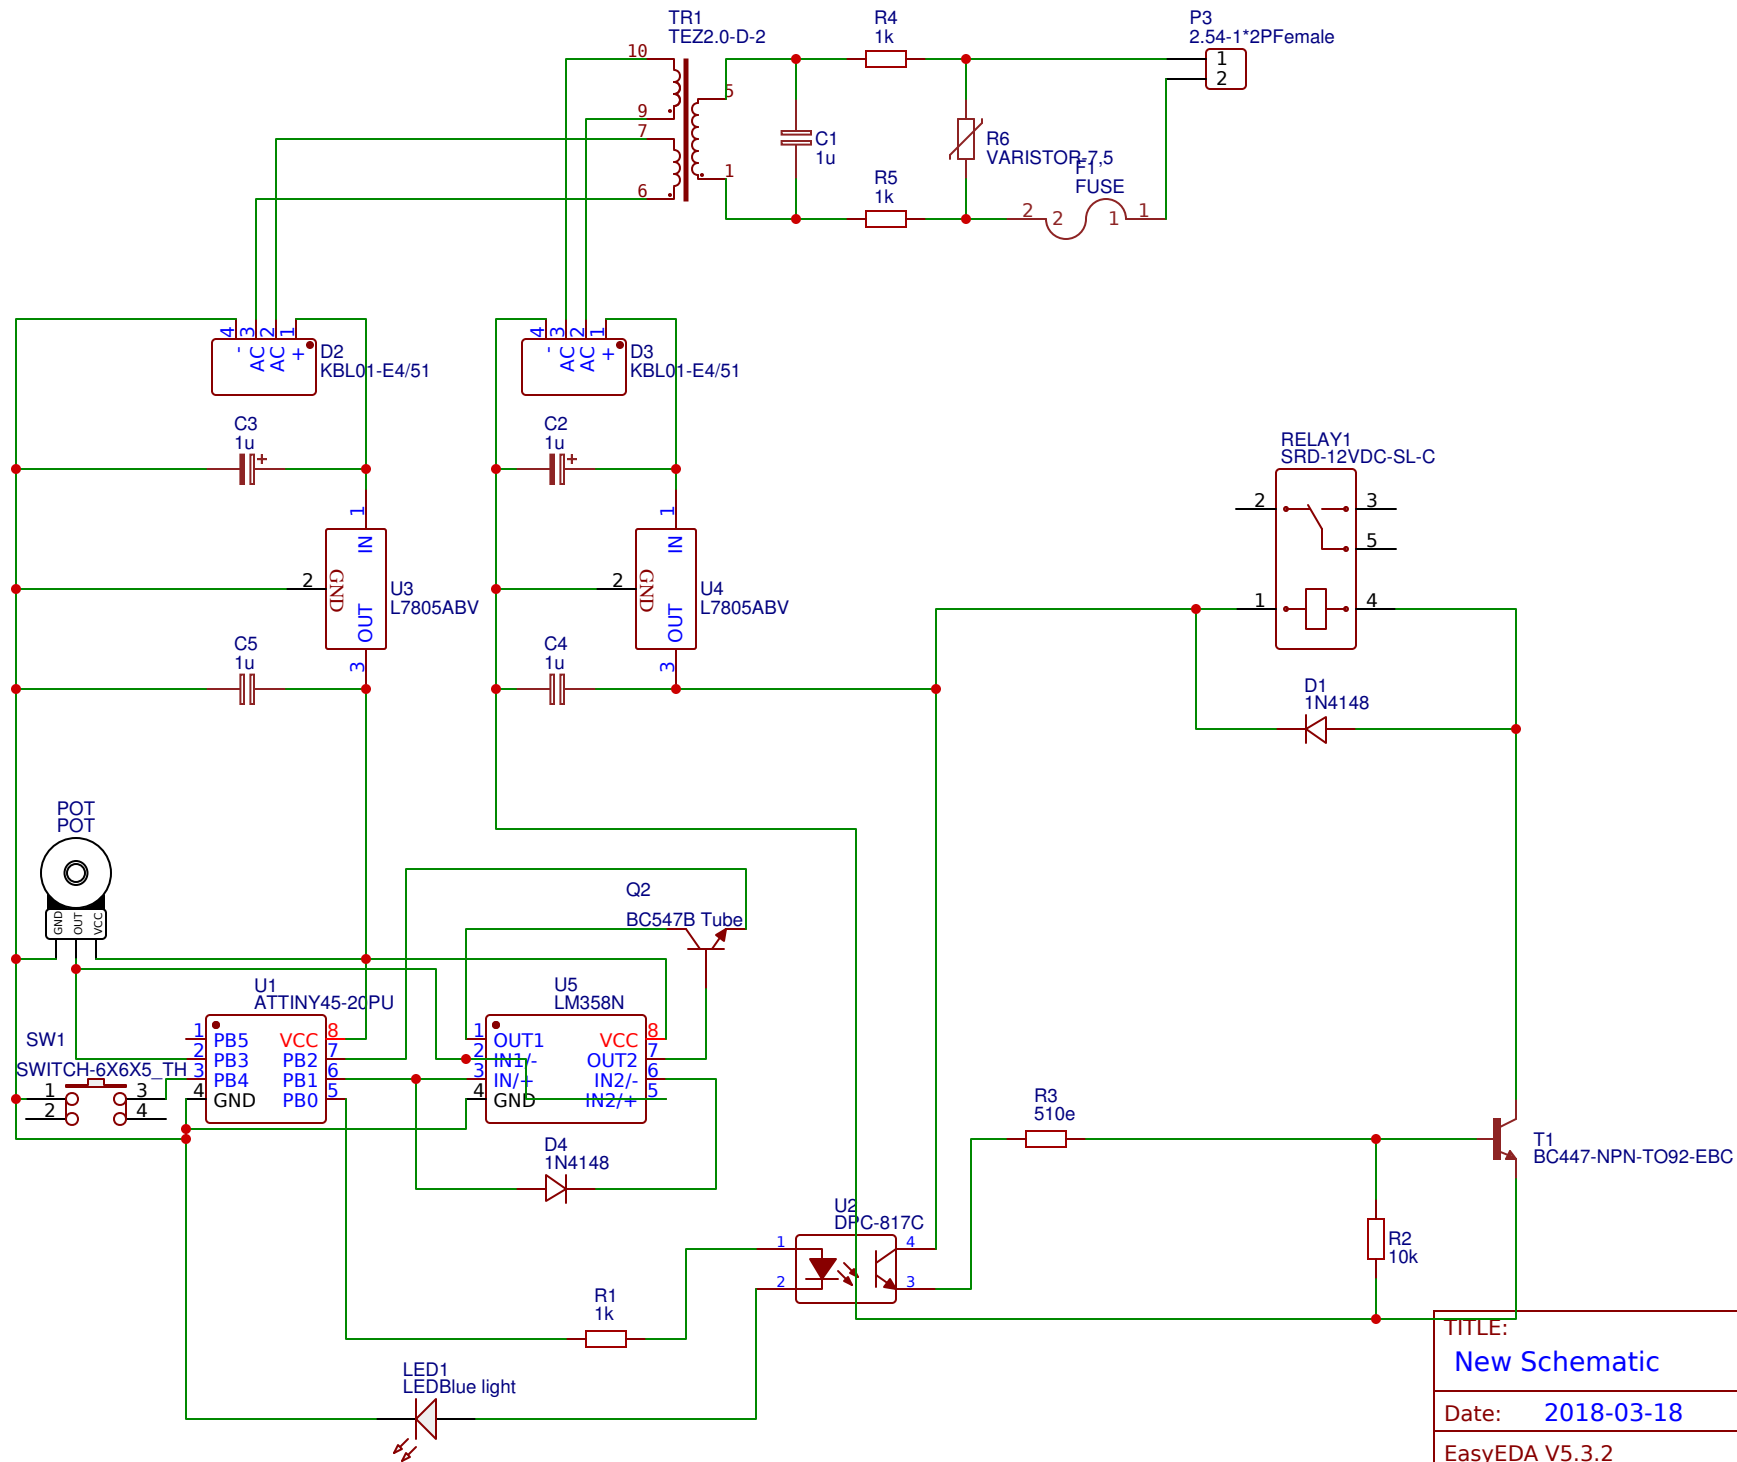 TR1
TEZ2.0-D-2
10
9
7
6
5
1
R4
1k
P3
2.54-1*2PFemale
1
2
C1
1u
R6
VARISTOR-7,5
F1
FUSE
2 2 1 1
R5
1k
4 3 2 1
- AC AC +
D2
KBL01-E4/51
4 3 2 1
- AC AC +
D3
KBL01-E4/51
C3
1u
+
C2
1u
+
RELAY1
SRD-12VDC-SL-C
2 3
5
1 4
1
IN
2
GND
OUT
3
U3
L7805ABV
1
IN
2
GND
OUT
3
U4
L7805ABV
C5
1u
C4
1u
D1
1N4148
POT
POT
GND OUT VCC
Q2
BC547B Tube
U1
ATTINY45-20PU
1 PB5 VCC 8
2 PB3 PB2 7
3 PB4 PB1 6
4 GND PB0 5
U5
LM358N
1 OUT1 VCC 8
2 IN1/- OUT2 7
3 IN/+ IN2/- 6
4 GND IN2/+ 5
SW1
SWITCH-6X6X5_TH
1 3
2 4
D4
1N4148
R3
510e
T1
BC447-NPN-TO92-EBC
U2
DPC-817C
1 4
2 3
R2
10k
R1
1k
LED1
LEDBlue light
TITLE:
New Schematic
Date: 2018-03-18
EasyEDA V5.3.2